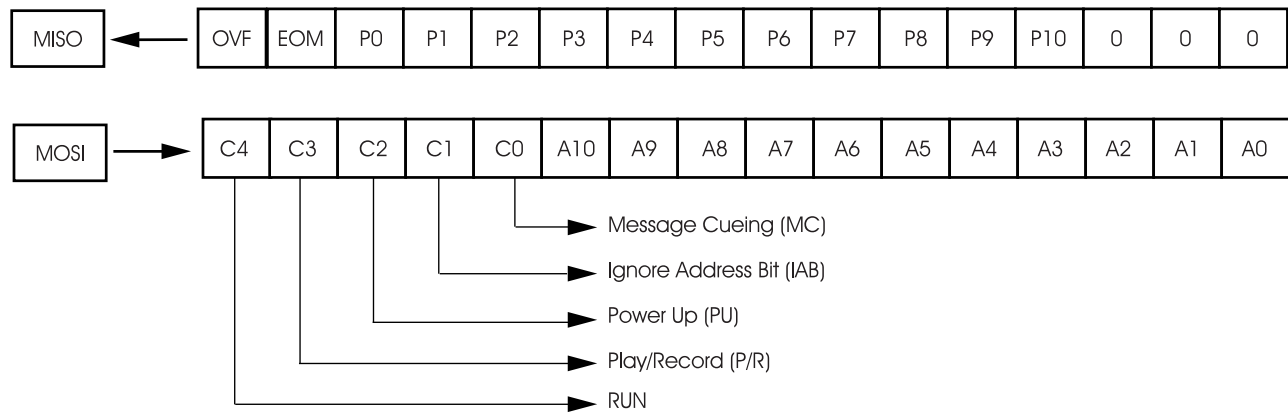 MISO OVF EOM P0 P1 P2 P3 P4 P5 P6 P7 P8 P9 P10 0 0 0
MOSI C4 C3 C2 C1 C0 A10 A9 A8 A7 A6 A5 A4 A3 A2 A1 A0
Message Cueing (MC)
Ignore Address Bit (IAB)
Power Up (PU)
Play/Record (P/R)
RUN